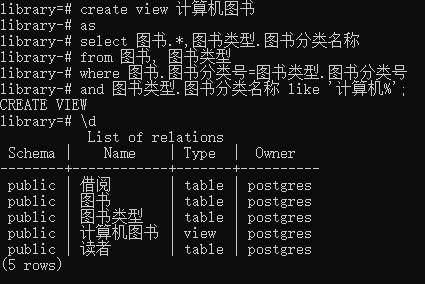 library=# create view 计算机图书
library-# as
library-# select 图书.*,图书类型.图书分类名称
library-# from 图书, 图书类型
library-# where 图书.图书分类号=图书类型.图书分类号
library-# and 图书类型.图书分类名称 like '计算机%';
CREATE VIEW
library=# \d
List of relations
Schema | Name | Type | Owner
--------+------------+-------+----------
public | 借阅 | table | postgres
public | 图书 | table | postgres
public | 图书类型 | table | postgres
public | 计算机图书 | view | postgres
public | 读者 | table | postgres
(5 rows)